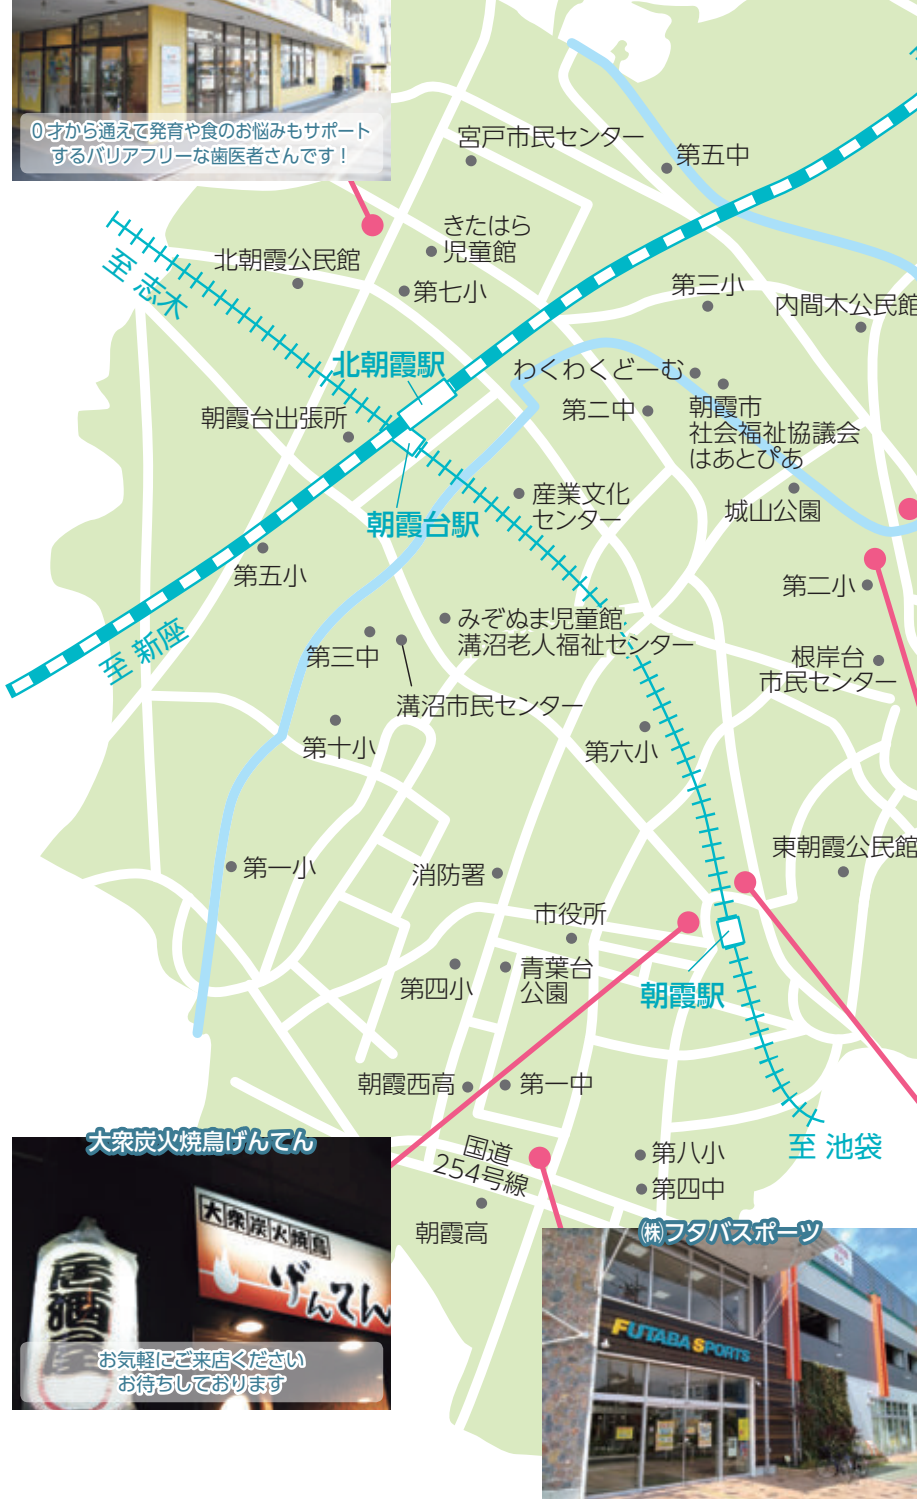 0才から通えて発育や食のお悩みもサポート
するバリアフリーな歯医者さんです！
宮戸市民センター
第五中
きたはら
児童館
北朝霞公民館
至 志木
第七小
第三小
内間木公民館
北朝霞駅
わくわくどーむ
朝霞台出張所
第二中
朝霞市
社会福祉協議会
はあとぴあ
産業文化
センター
城山公園
朝霞台駅
第五小
第二小
みぞぬま児童館
溝沼老人福祉センター
至 新座
第三中
根岸台
市民センター
溝沼市民センター
第十小
第六小
東朝霞公民館
第一小
消防署
市役所
青葉台
公園
第四小
朝霞駅
朝霞西高
第一中
大衆炭火焼鳥げんてん
国道
254号線
第八小
至 池袋
第四中
朝霞高
㈱フタバスポーツ
大衆炭火焼鳥
げんてん
居酒屋
お気軽にご来店ください
お待ちしております
FUTABA SPORTS